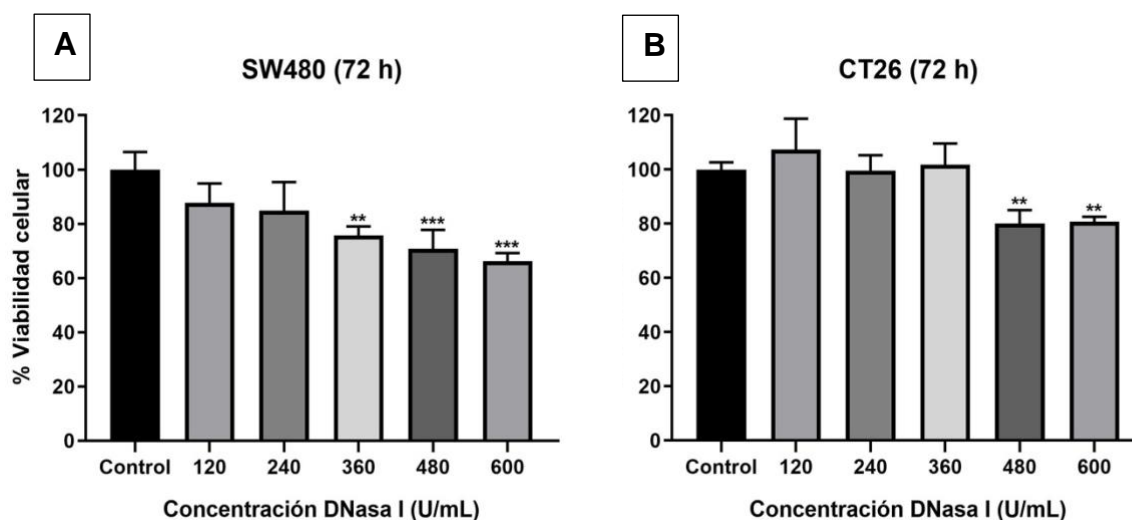 A
SW480 (72 h)
% Viabilidad celular
120
100
80
60
40
20
0
**
***
***
Control 120 240 360 480 600
Concentración DNasa I (U/mL)
B
CT26 (72 h)
120
100
80
60
40
20
0
**
**
Control 120 240 360 480 600
Concentración DNasa I (U/mL)